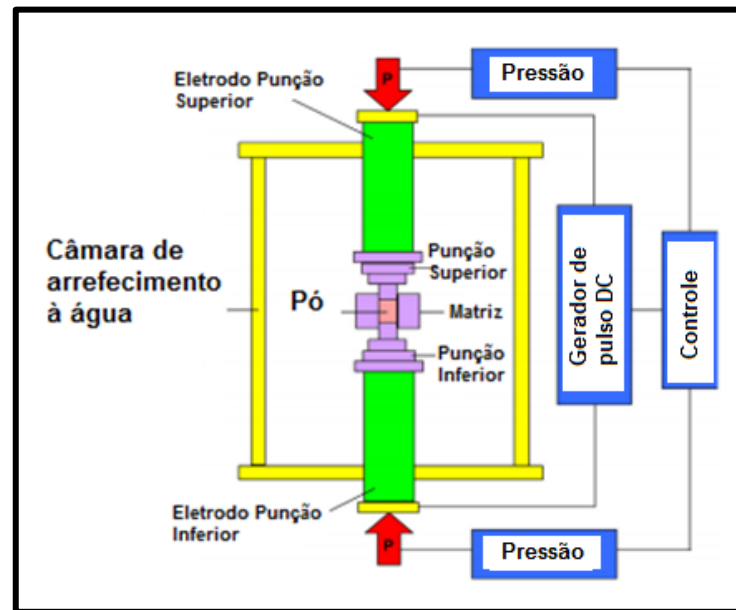 P
Pressão
Eletrodo Punção
Superior
Câmara de
arrefecimento
à água
Punção
Superior
Pó
Matriz
Punção
Inferior
Gerador de
pulso DC
Controle
Eletrodo Punção
Inferior
P
Pressão